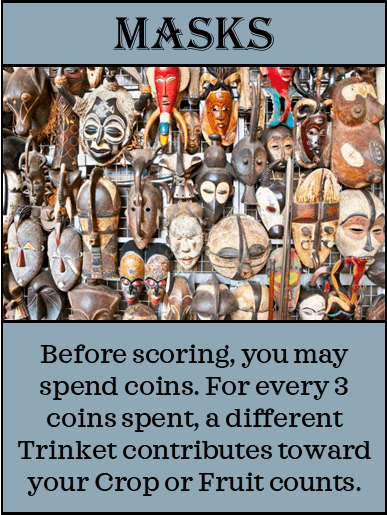 MASKS
Before scoring, you may
spend coins. For every 3
coins spent, a different
Trinket contributes toward
your Crop or Fruit counts.